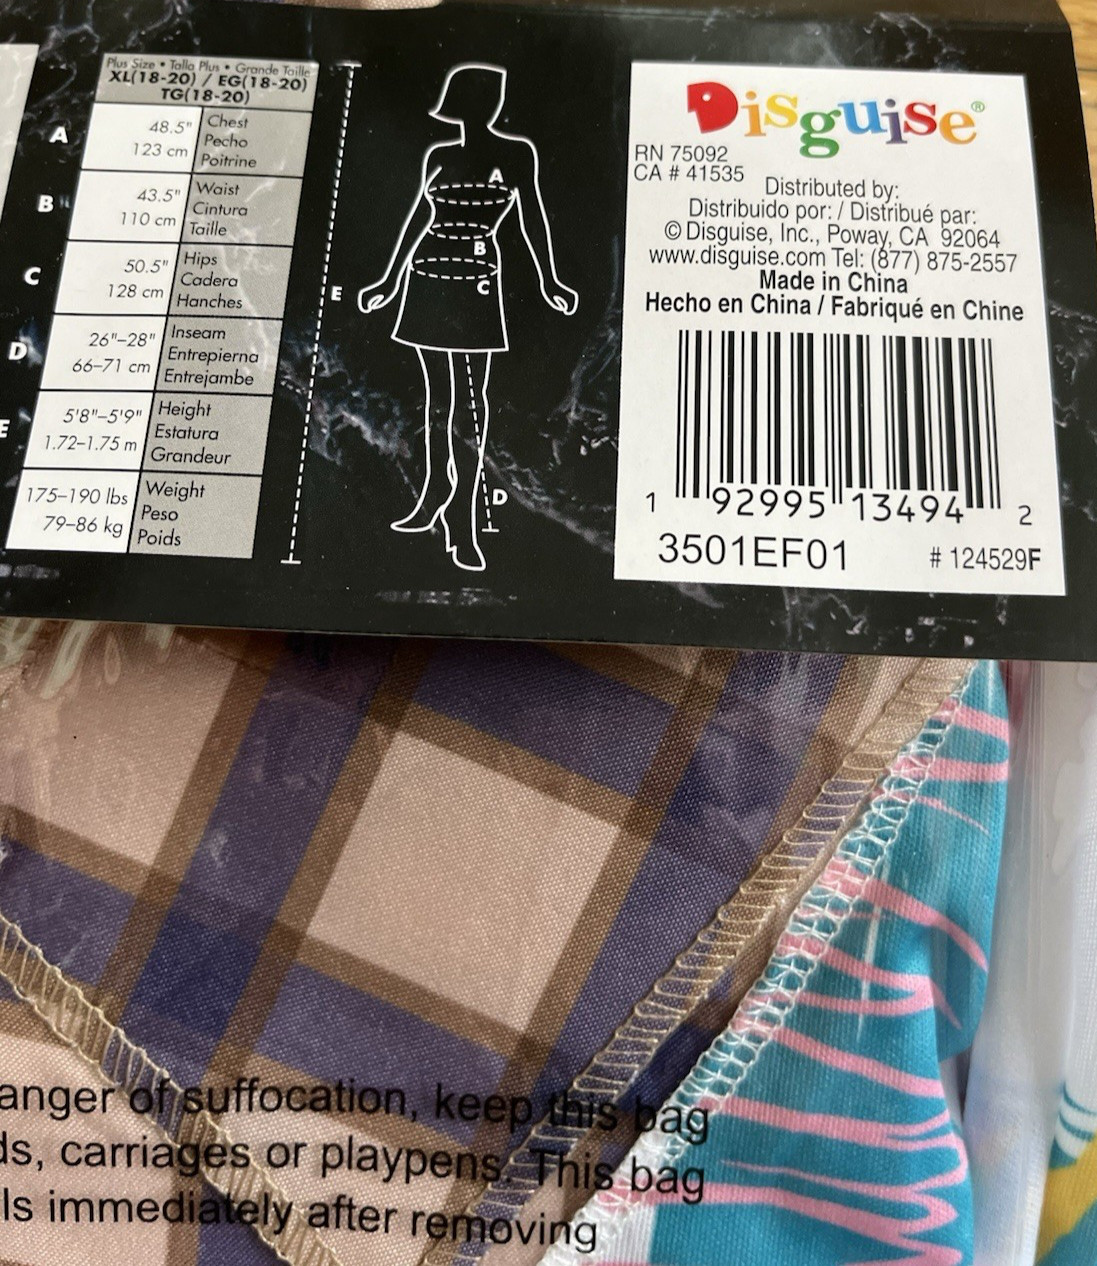 Plus Size • Talla Plus • Grande Taille
XL(18-20) / EG(18-20)
TG(18-20)
A
48.5" Chest
123 cm Pecho
Poitrine
B
43.5" Waist
110 cm Cintura
Taille
C
50.5" Hips
128 cm Cadera
Hanches
D
26"–28" Inseam
66–71 cm Entrepierna
Entrejambe
E
5'8"–5'9" Height
1.72–1.75 m Estatura
Grandeur
175–190 lbs Weight
79–86 kg Peso
Poids
A
B
C
E
D
Disguise®
RN 75092
CA # 41535
Distributed by:
Distribuido por: / Distribué par:
© Disguise, Inc., Poway, CA 92064
www.disguise.com Tel: (877) 875-2557
Made in China
Hecho en China / Fabriqué en Chine
1 92995 13494 2
3501EF01 # 124529F
anger of suffocation, keep this bag
ds, carriages or playpens. This bag
ls immediately after removing